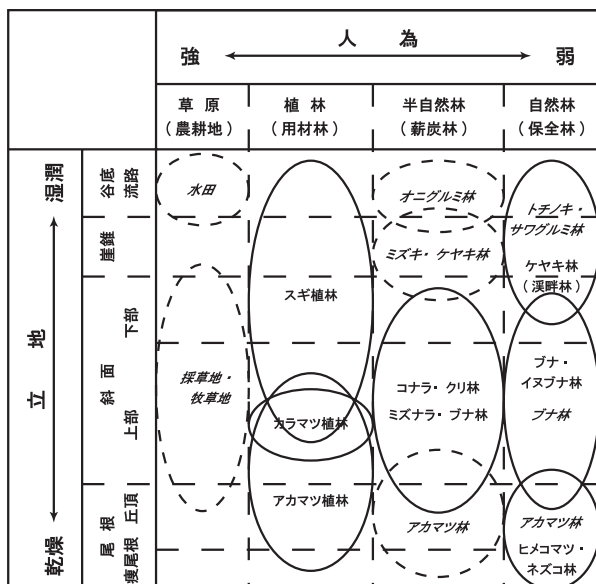 人 為
強 弱
草 原
(農耕地)
植 林
(用材林)
半自然林
(薪炭林)
自然林
(保全林)
立 地
湿潤
乾燥
谷底
流路
崖錐
斜 面
下部
上部
尾 根
丘頂
痩尾根
水田
採草地・
牧草地
スギ植林
カラマツ植林
アカマツ植林
オニグルミ林
ミズキ・ケヤキ林
コナラ・クリ林
ミズナラ・ブナ林
アカマツ林
トチノキ・
サワグルミ林
ケヤキ林
(渓畔林)
ブナ・
イヌブナ林
ブナ林
アカマツ林
ヒメコマツ・
ネズコ林